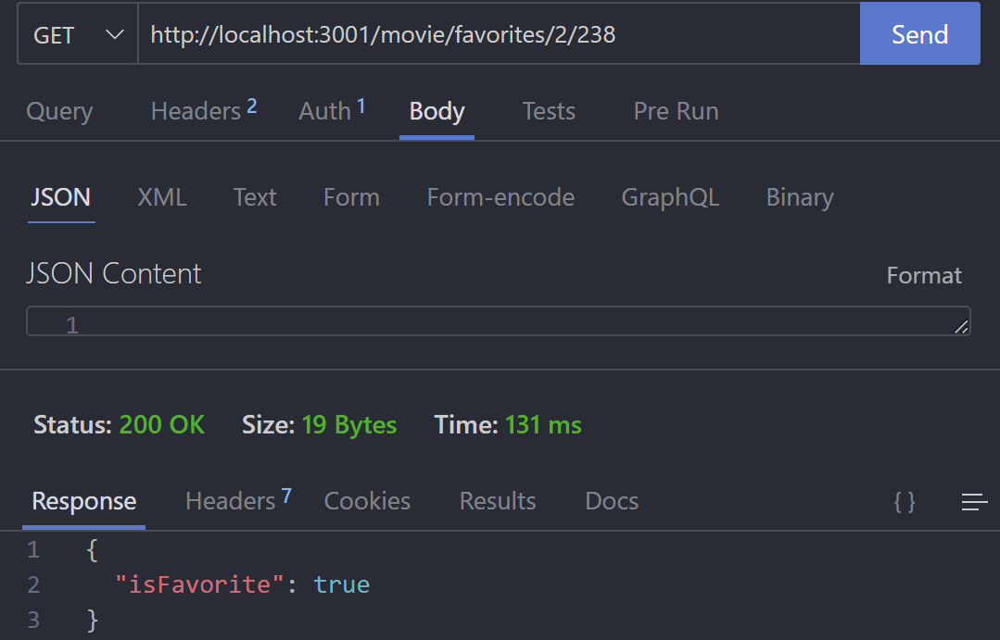 GET http://localhost:3001/movie/favorites/2/238 Send
Query Headers 2 Auth 1 Body Tests Pre Run
JSON XML Text Form Form-encode GraphQL Binary
JSON Content Format
1
Status: 200 OK Size: 19 Bytes Time: 131 ms
Response Headers 7 Cookies Results Docs { }
1 {
2 "isFavorite": true
3 }